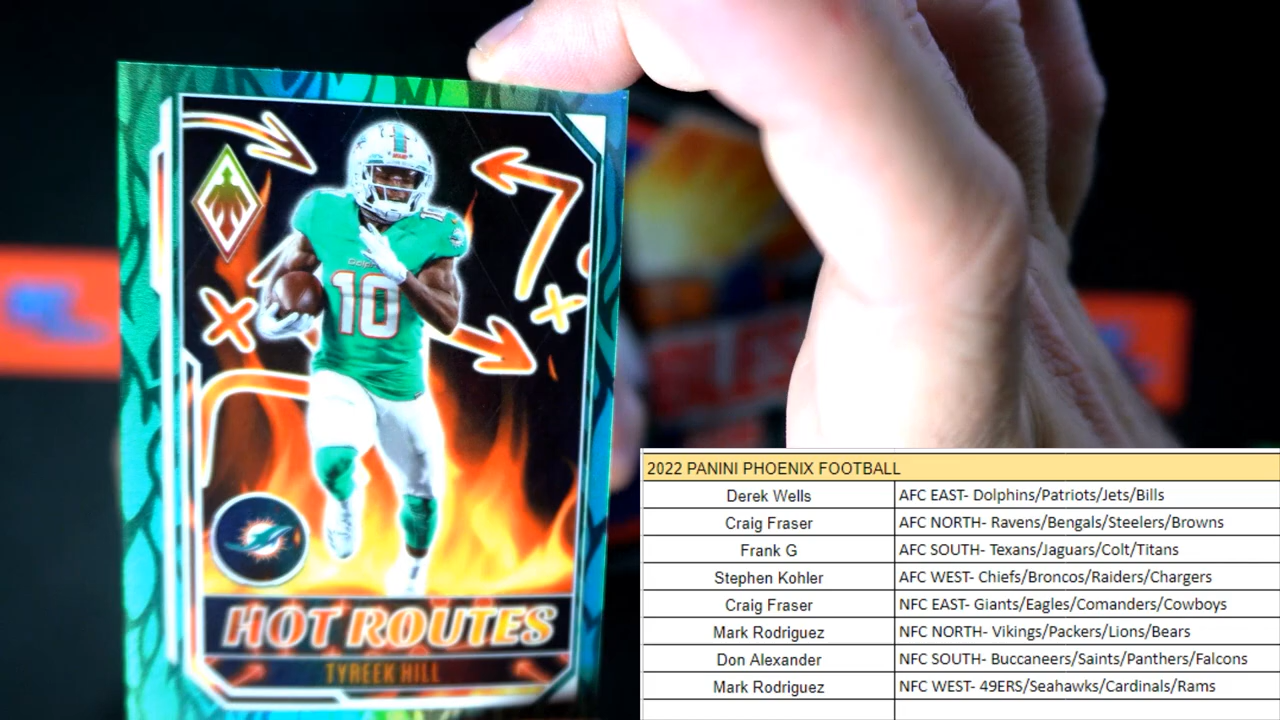 10
10
HOT ROUTES
TYREEK HILL
2022 PANINI PHOENIX FOOTBALL
Derek Wells AFC EAST- Dolphins/Patriots/Jets/Bills
Craig Fraser AFC NORTH- Ravens/Bengals/Steelers/Browns
Frank G AFC SOUTH- Texans/Jaguars/Colt/Titans
Stephen Kohler AFC WEST- Chiefs/Broncos/Raiders/Chargers
Craig Fraser NFC EAST- Giants/Eagles/Comanders/Cowboys
Mark Rodriguez NFC NORTH- Vikings/Packers/Lions/Bears
Don Alexander NFC SOUTH- Buccaneers/Saints/Panthers/Falcons
Mark Rodriguez NFC WEST- 49ERS/Seahawks/Cardinals/Rams